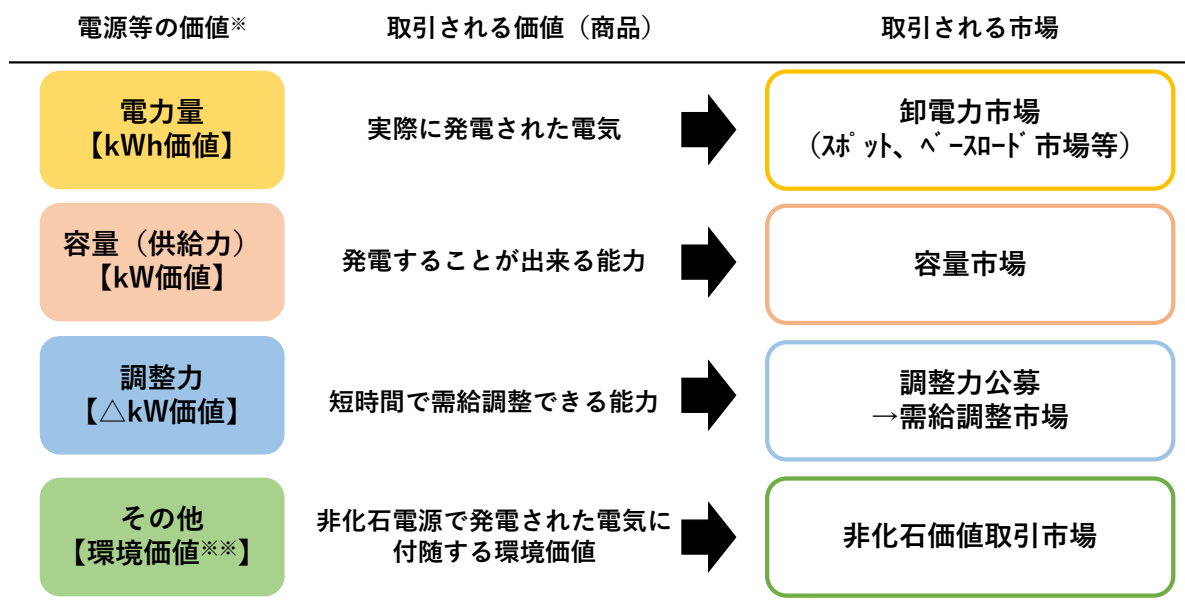 電源等の価値※
取引される価値（商品）
取引される市場
電力量
【kWh価値】
実際に発電された電気
卸電力市場
（ｽﾎﾟｯﾄ、ﾍﾞｰｽﾛｰﾄﾞ市場等）
容量（供給力）
【kW価値】
発電することが出来る能力
容量市場
調整力
【△kW価値】
短時間で需給調整できる能力
調整力公募
→需給調整市場
その他
【環境価値※※】
非化石電源で発電された電気に
付随する環境価値
非化石価値取引市場